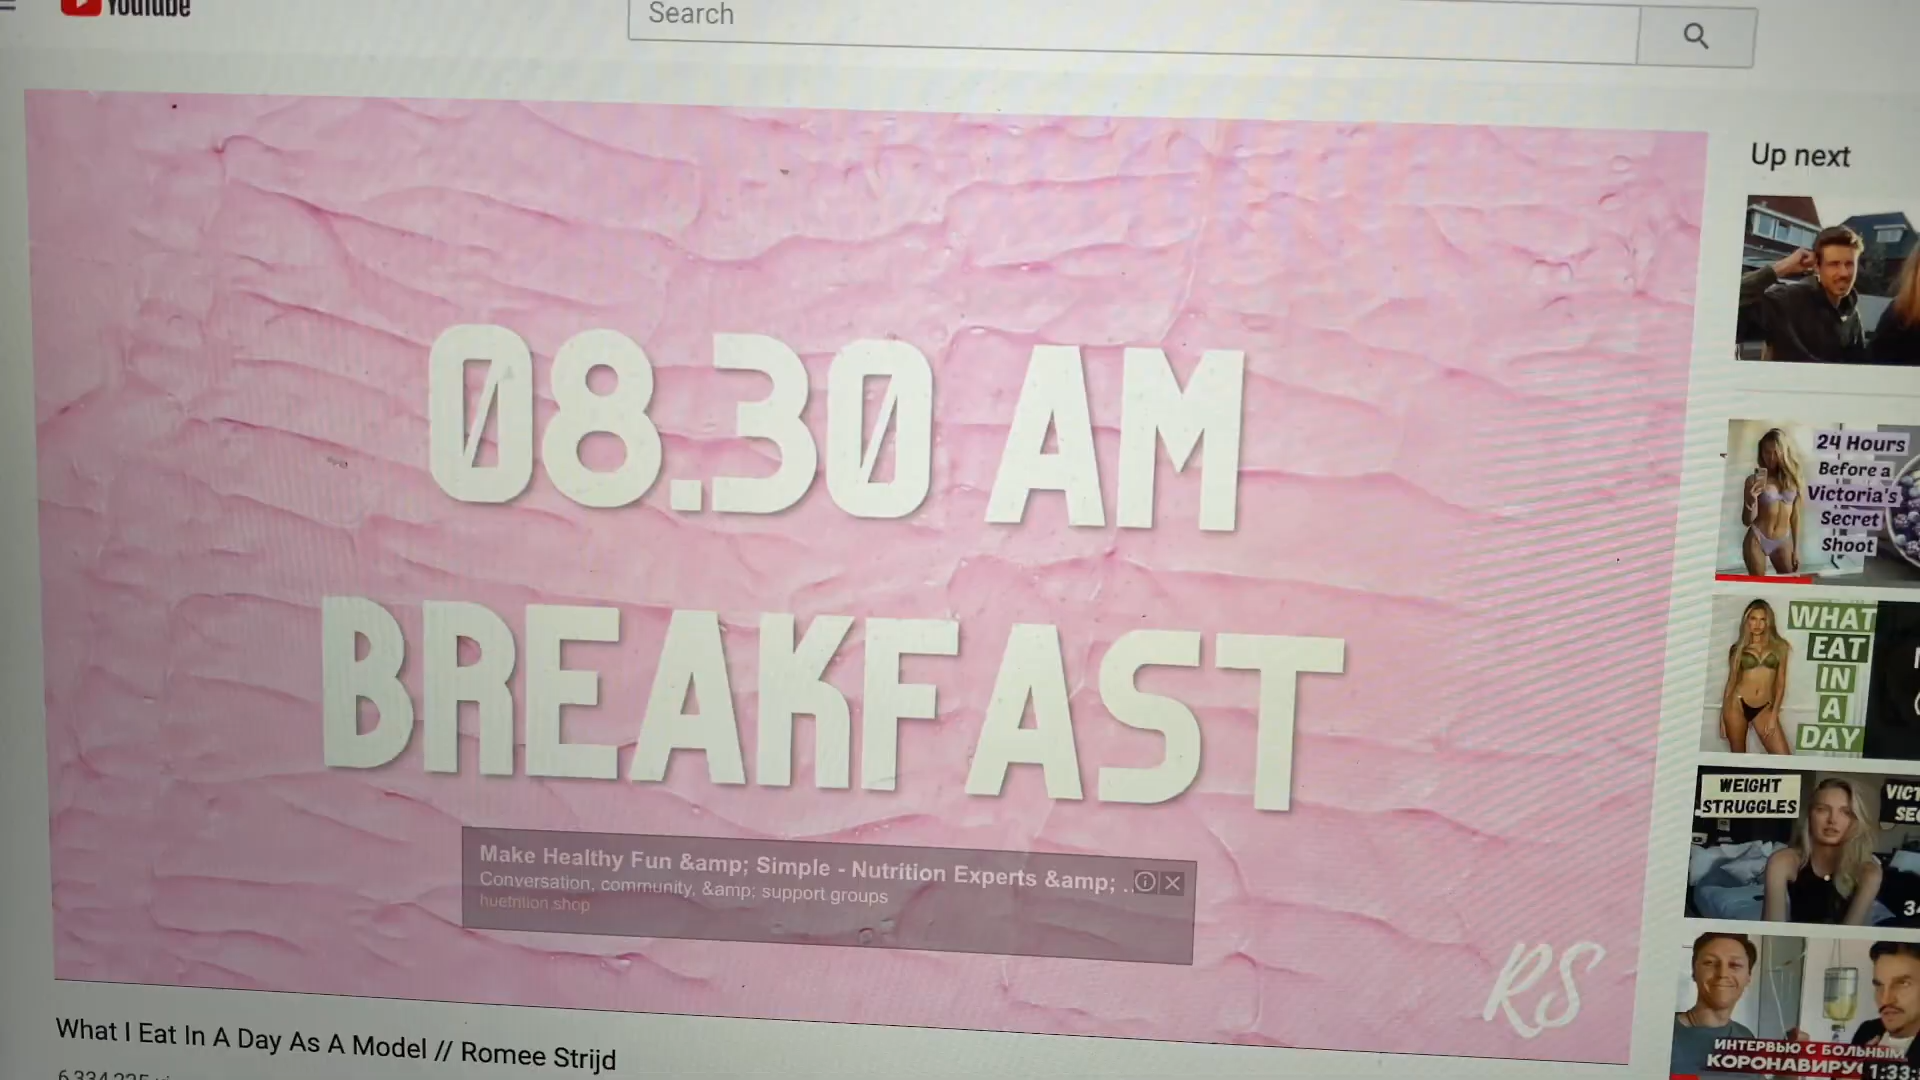 YouTube
Search
08.30 AM
BREAKFAST
Make Healthy Fun &amp; Simple - Nutrition Experts &amp; ...
Conversation, community, &amp; support groups
huetrition.shop
RS
What I Eat In A Day As A Model // Romee Strijd
Up next
24 Hours
Before a
Victoria's
Secret
Shoot
WHAT
EAT
IN
A
DAY
WEIGHT
STRUGGLES
ИНТЕРВЬЮ С БОЛЬНЫМ
1:33: